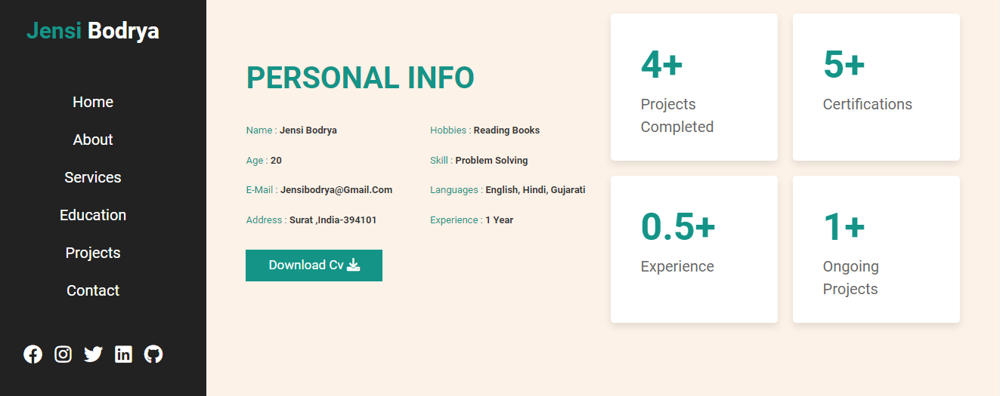 Jensi Bodrya
Home
About
Services
Education
Projects
Contact
PERSONAL INFO
Name : Jensi Bodrya
Age : 20
E-Mail : Jensibodrya@Gmail.Com
Address : Surat ,India-394101
Hobbies : Reading Books
Skill : Problem Solving
Languages : English, Hindi, Gujarati
Experience : 1 Year
Download Cv
4+
Projects
Completed
5+
Certifications
0.5+
Experience
1+
Ongoing
Projects